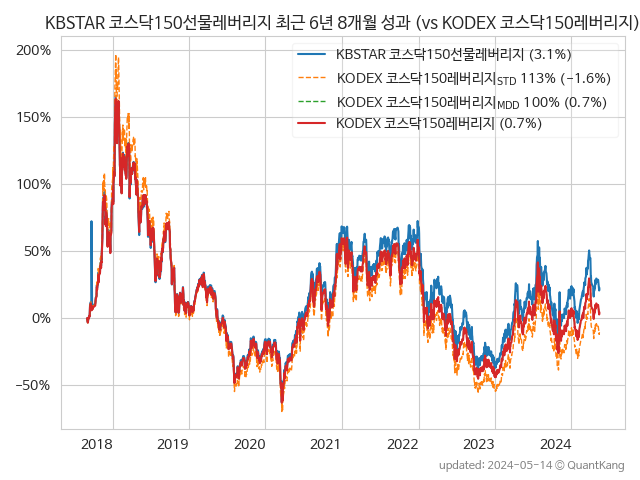 KBSTAR 코스닥150선물레버리지 최근 6년 8개월 성과 (vs KODEX 코스닥150레버리지)
KBSTAR 코스닥150선물레버리지 (3.1%)
KODEX 코스닥150레버리지STD 113% (−1.6%)
KODEX 코스닥150레버리지MDD 100% (0.7%)
KODEX 코스닥150레버리지 (0.7%)
200%
150%
100%
50%
0%
−50%
2018 2019 2020 2021 2022 2023 2024
updated: 2024-05-14 © QuantKang